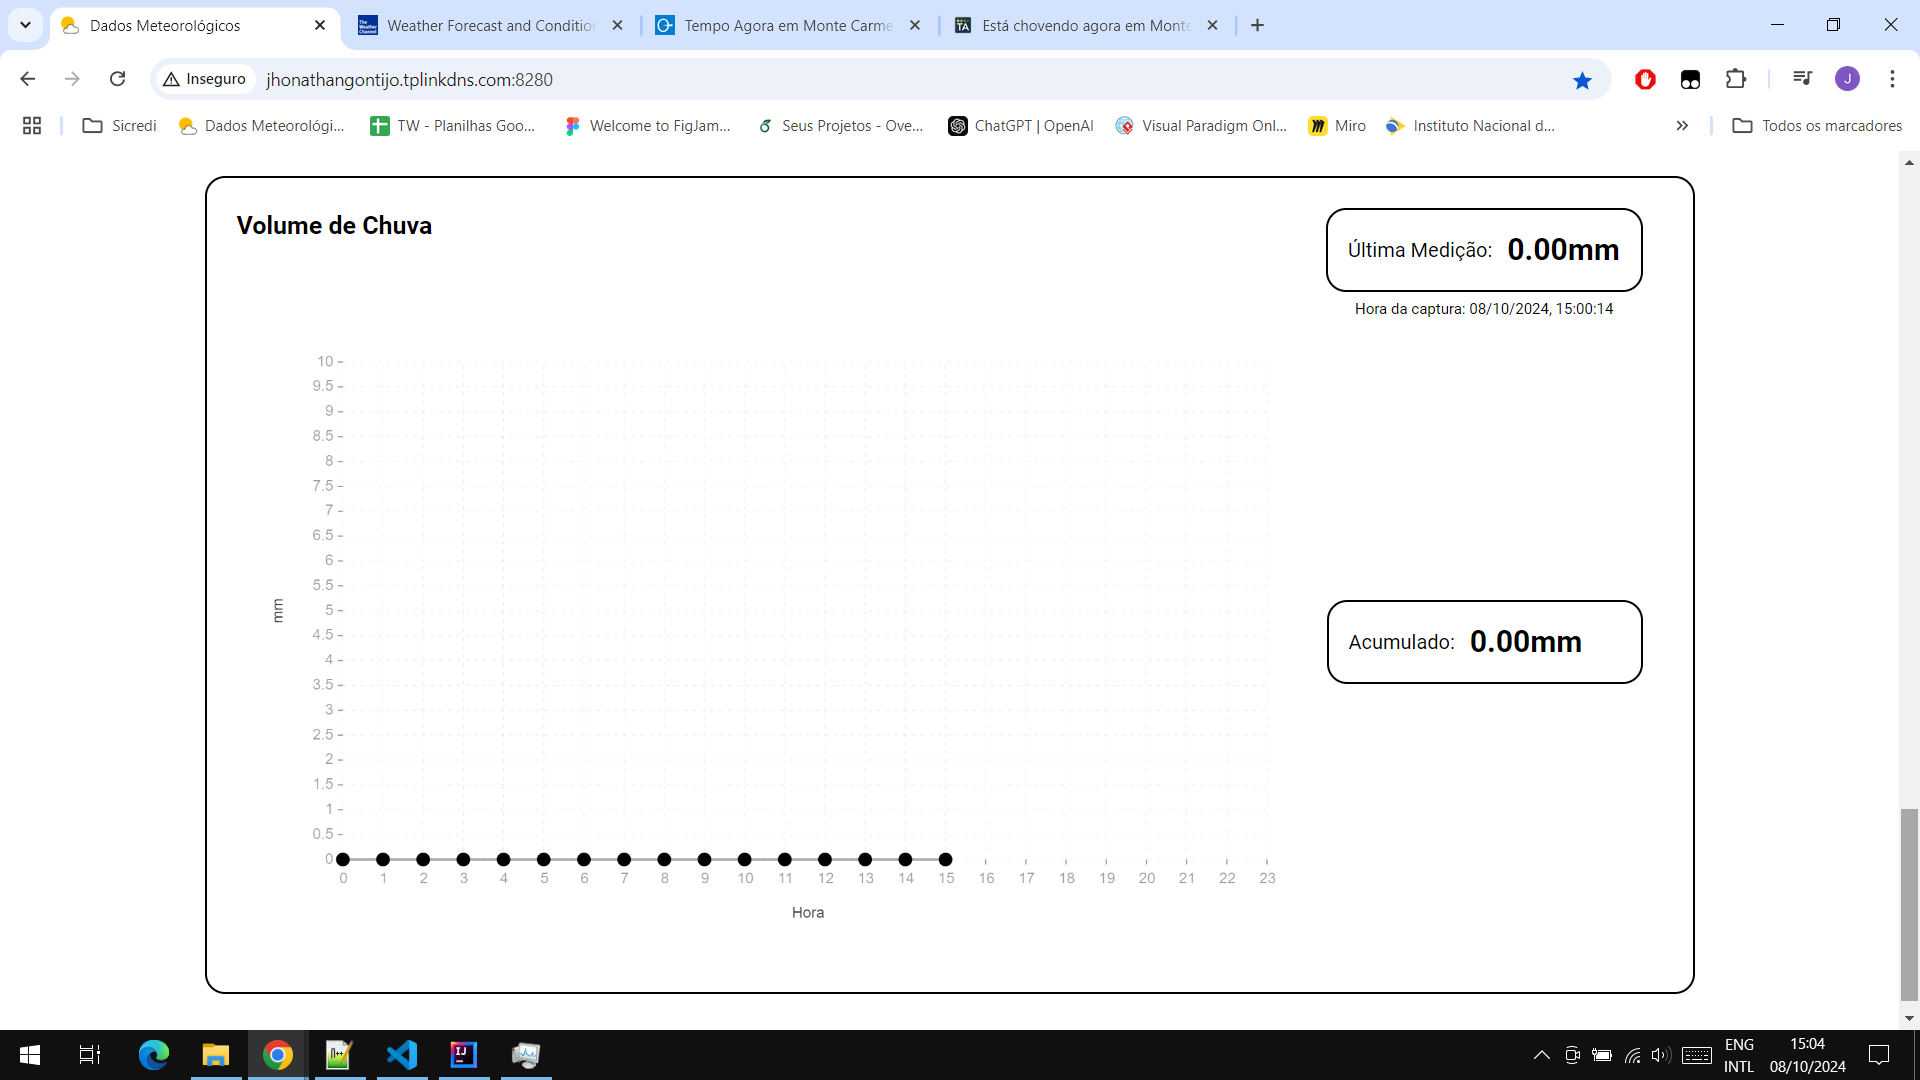 Dados Meteorológicos
Weather Forecast and Conditio
Tempo Agora em Monte Carme
Está chovendo agora em Monte
Inseguro
jhonathangontijo.tplinkdns.com:8280
J
Sicredi
Dados Meteorológi...
TW - Planilhas Goo...
Welcome to FigJam...
Seus Projetos - Ove...
ChatGPT | OpenAI
Visual Paradigm Onl...
Miro
Instituto Nacional d...
Todos os marcadores
Volume de Chuva
Última Medição: 0.00mm
Hora da captura: 08/10/2024, 15:00:14
10
9.5
9
8.5
8
7.5
7
6.5
6
5.5
5
4.5
4
3.5
3
2.5
2
1.5
1
0.5
0
mm
Acumulado: 0.00mm
0 1 2 3 4 5 6 7 8 9 10 11 12 13 14 15 16 17 18 19 20 21 22 23
Hora
ENG
INTL
15:04
08/10/2024